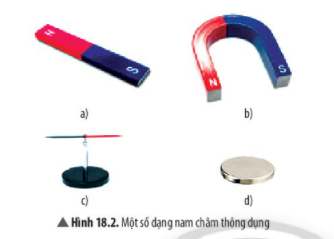 N
S
N
S
a)
b)
c)
d)
▲ Hình 18.2. Một số dạng nam châm thông dụng